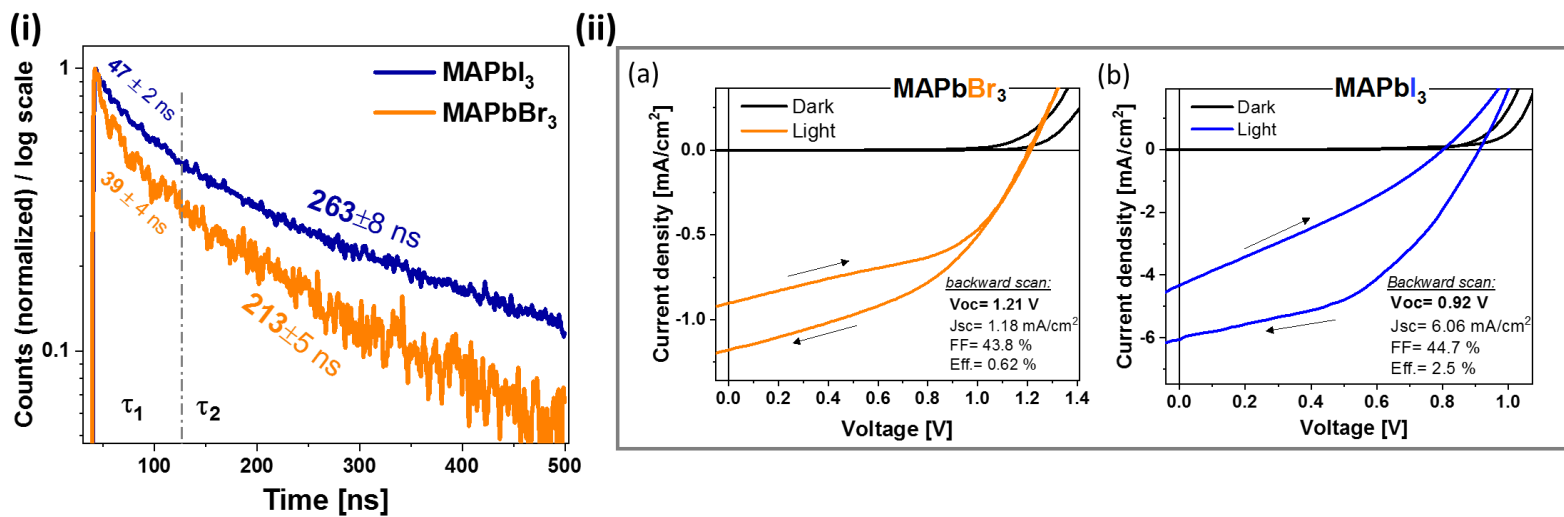 (i)
Counts (normalized) / log scale
1
0.1
47 ± 2 ns
39 ± 4 ns
MAPbI₃
MAPbBr₃
263±8 ns
213±5 ns
τ₁
τ₂
100
200
300
400
500
Time [ns]
(ii)
(a)
MAPbBr₃
Dark
Light
Current density [mA/cm²]
0.0
-0.5
-1.0
backward scan:
Voc= 1.21 V
Jsc= 1.18 mA/cm²
FF= 43.8 %
Eff.= 0.62 %
0.0
0.2
0.4
0.6
0.8
1.0
1.2
1.4
Voltage [V]
(b)
MAPbI₃
Dark
Light
Current dendsity [mA/cm²]
0.0
-2
-4
-6
Backward scan:
Voc= 0.92 V
Jsc= 6.06 mA/cm²
FF= 44.7 %
Eff.= 2.5 %
0.0
0.2
0.4
0.6
0.8
1.0
Voltage [V]